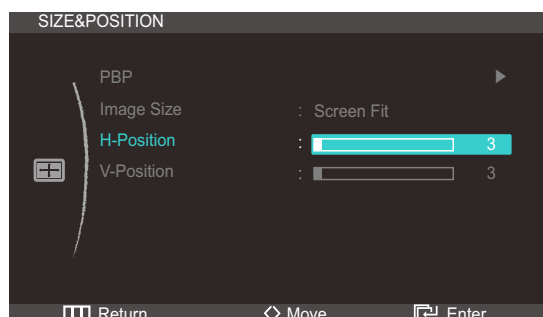 SIZE&POSITION
PBP
Image Size : Screen Fit
H-Position : 3
V-Position : 3
Return Move Enter